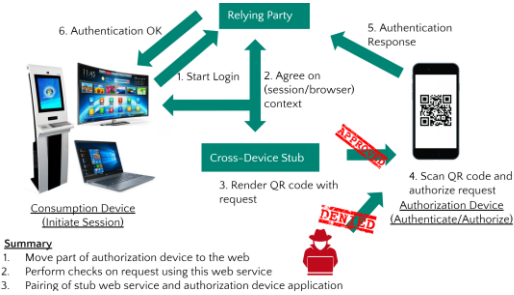 Relying Party
6. Authentication OK
5. Authentication
Response
1. Start Login
2. Agree on
(session/browser)
context
APPROVED
Cross-Device Stub
3. Render QR code with
request
4. Scan QR code and
authorize request
Authorization Device
(Authenticate/Authorize)
Consumption Device
(Initiate Session)
DENIED
Summary
1. Move part of authorization device to the web
2. Perform checks on request using this web service
3. Pairing of stub web service and authorization device application